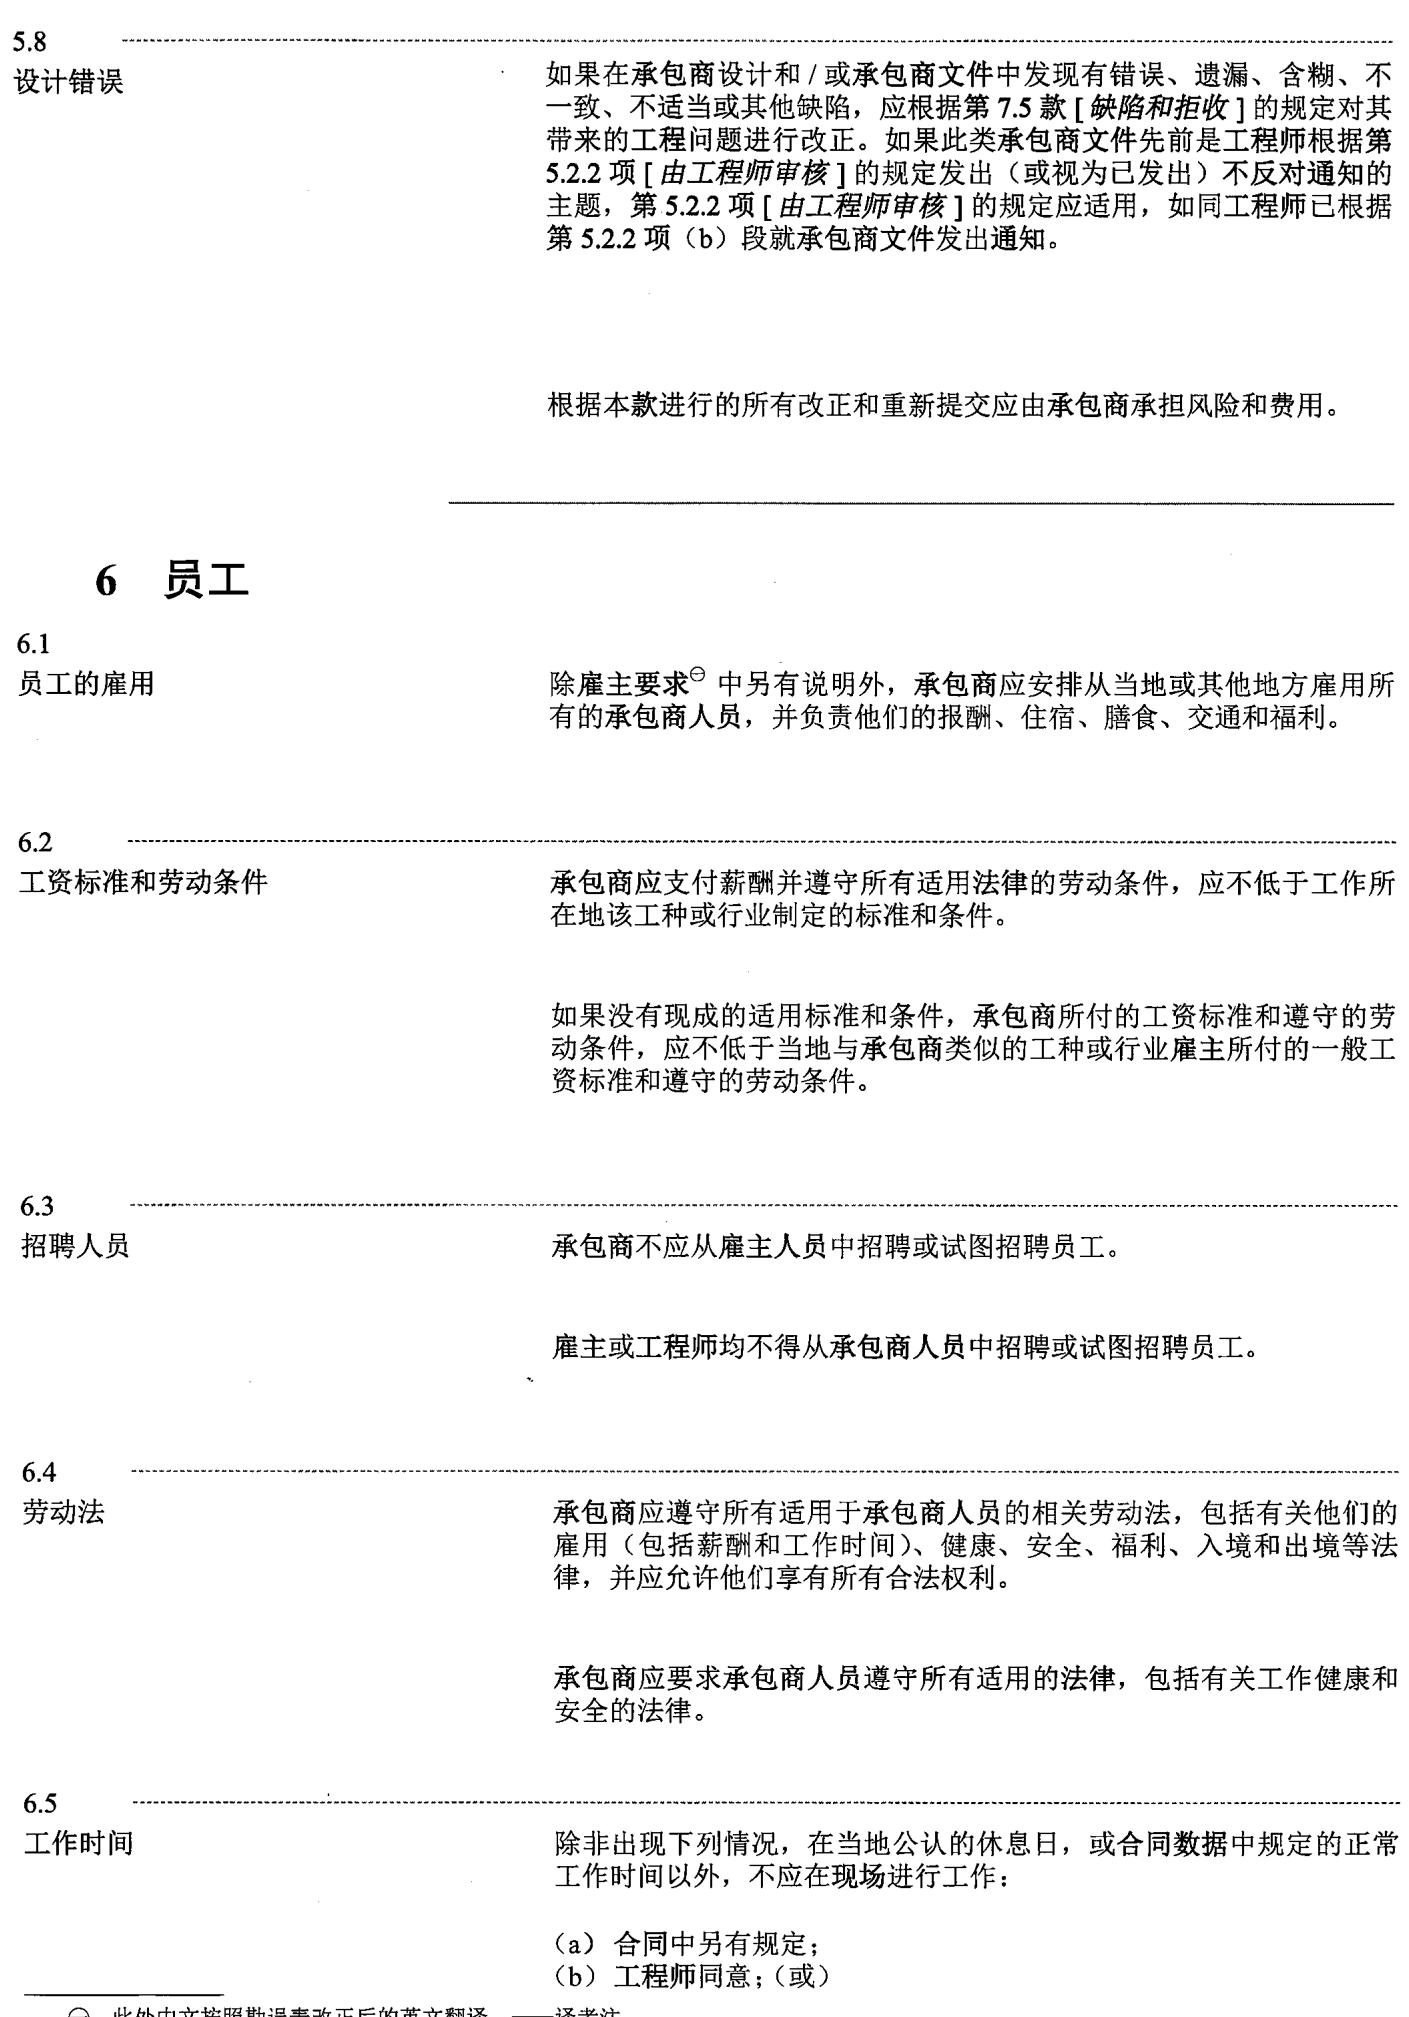 5.8
设计错误
如果在承包商设计和 / 或承包商文件中发现有错误、遗漏、含糊、不
一致、不适当或其他缺陷，应根据第 7.5 款 [ 缺陷和拒收 ] 的规定对其
带来的工程问题进行改正。如果此类承包商文件先前是工程师根据第
5.2.2 项 [ 由工程师审核 ] 的规定发出（或视为已发出）不反对通知的
主题，第 5.2.2 项 [ 由工程师审核 ] 的规定应适用，如同工程师已根据
第 5.2.2 项（b）段就承包商文件发出通知。
根据本款进行的所有改正和重新提交应由承包商承担风险和费用。
6 员工
6.1
员工的雇用
除雇主要求㊀ 中另有说明外，承包商应安排从当地或其他地方雇用所
有的承包商人员，并负责他们的报酬、住宿、膳食、交通和福利。
6.2
工资标准和劳动条件
承包商应支付薪酬并遵守所有适用法律的劳动条件，应不低于工作所
在地该工种或行业制定的标准和条件。
如果没有现成的适用标准和条件，承包商所付的工资标准和遵守的劳
动条件，应不低于当地与承包商类似的工种或行业雇主所付的一般工
资标准和遵守的劳动条件。
6.3
招聘人员
承包商不应从雇主人员中招聘或试图招聘员工。
雇主或工程师均不得从承包商人员中招聘或试图招聘员工。
6.4
劳动法
承包商应遵守所有适用于承包商人员的相关劳动法，包括有关他们的
雇用（包括薪酬和工作时间）、健康、安全、福利、入境和出境等法
律，并应允许他们享有所有合法权利。
承包商应要求承包商人员遵守所有适用的法律，包括有关工作健康和
安全的法律。
6.5
工作时间
除非出现下列情况，在当地公认的休息日，或合同数据中规定的正常
工作时间以外，不应在现场进行工作：
（a） 合同中另有规定；
（b） 工程师同意；（或）